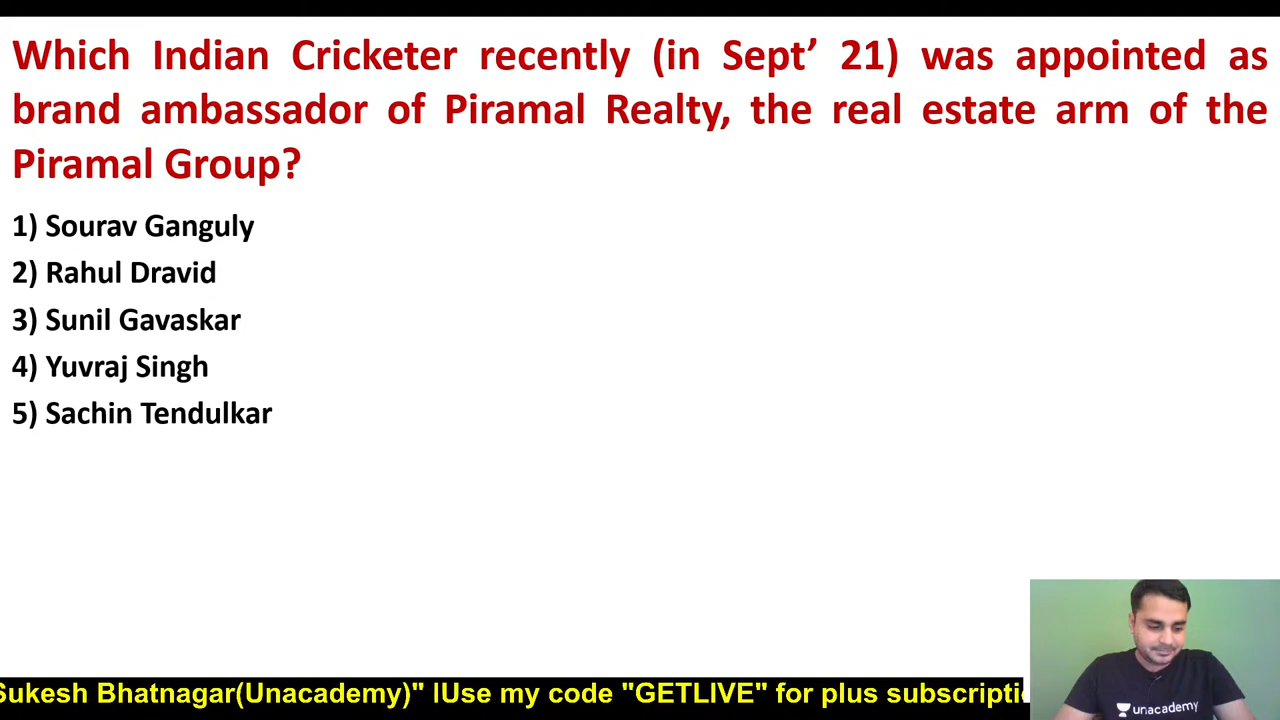 Which Indian Cricketer recently (in Sept’ 21) was appointed as
brand ambassador of Piramal Realty, the real estate arm of the
Piramal Group?
1) Sourav Ganguly
2) Rahul Dravid
3) Sunil Gavaskar
4) Yuvraj Singh
5) Sachin Tendulkar
Sukesh Bhatnagar(Unacademy)" lUse my code "GETLIVE" for plus subscripti
unacademy